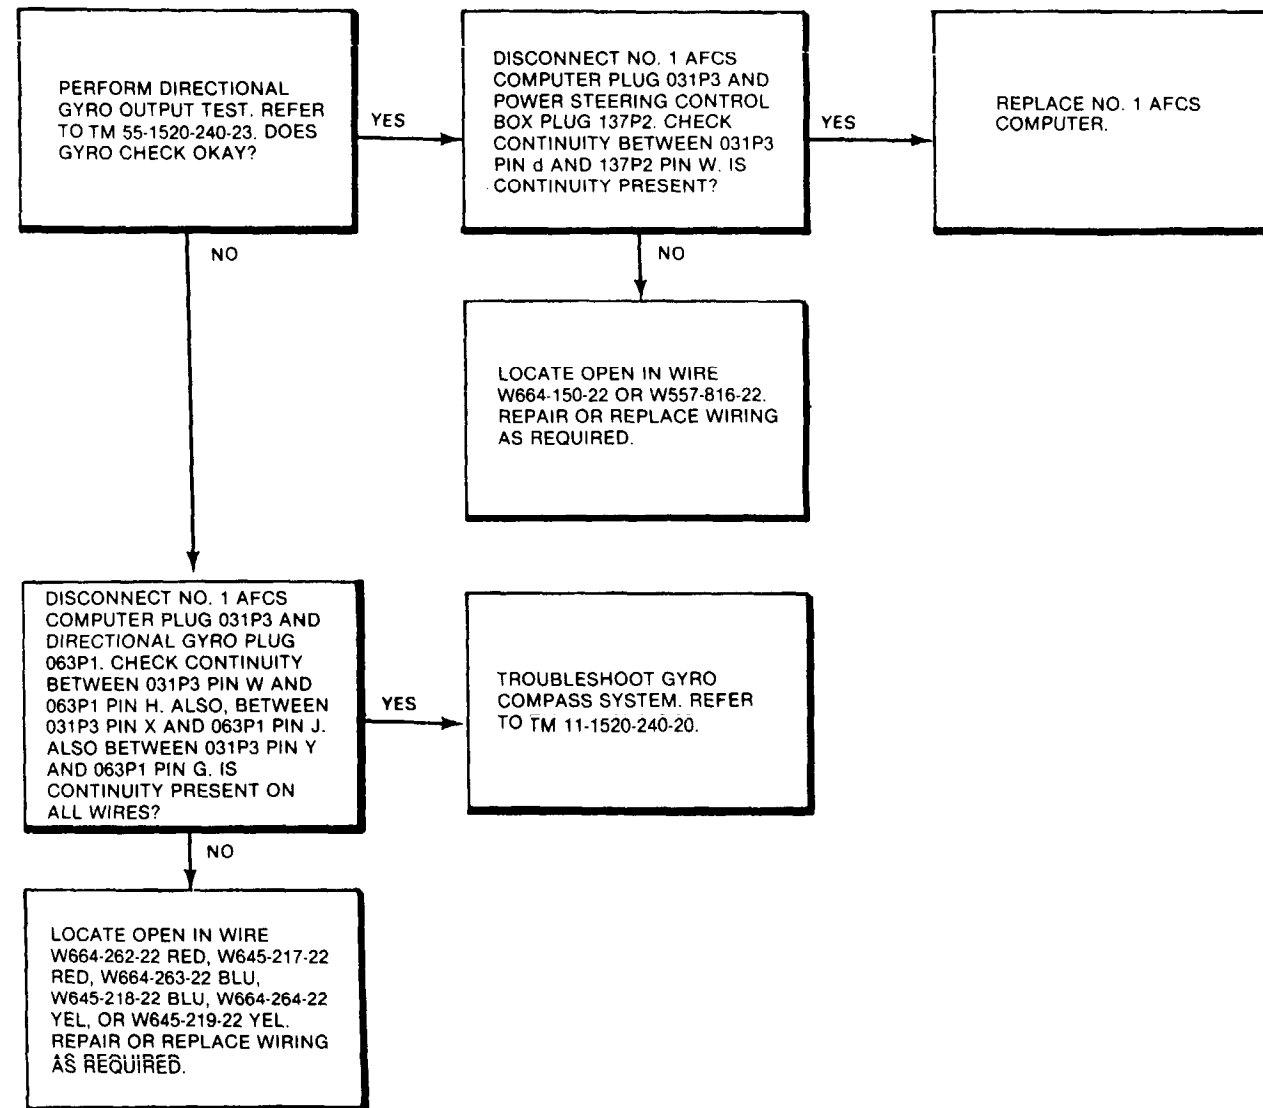 PERFORM DIRECTIONAL
GYRO OUTPUT TEST. REFER
TO TM 55-1520-240-23. DOES
GYRO CHECK OKAY?
YES
DISCONNECT NO. 1 AFCS
COMPUTER PLUG 031P3 AND
POWER STEERING CONTROL
BOX PLUG 137P2. CHECK
CONTINUITY BETWEEN 031P3
PIN d AND 137P2 PIN W. IS
CONTINUITY PRESENT?
YES
REPLACE NO. 1 AFCS
COMPUTER.
NO
NO
LOCATE OPEN IN WIRE
W664-150-22 OR W557-816-22.
REPAIR OR REPLACE WIRING
AS REQUIRED.
DISCONNECT NO. 1 AFCS
COMPUTER PLUG 031P3 AND
DIRECTIONAL GYRO PLUG
063P1. CHECK CONTINUITY
BETWEEN 031P3 PIN W AND
063P1 PIN H. ALSO, BETWEEN
031P3 PIN X AND 063P1 PIN J.
ALSO BETWEEN 031P3 PIN Y
AND 063P1 PIN G. IS
CONTINUITY PRESENT ON
ALL WIRES?
YES
TROUBLESHOOT GYRO
COMPASS SYSTEM. REFER
TO TM 11-1520-240-20.
NO
LOCATE OPEN IN WIRE
W664-262-22 RED, W645-217-22
RED, W664-263-22 BLU,
W645-218-22 BLU, W664-264-22
YEL, OR W645-219-22 YEL.
REPAIR OR REPLACE WIRING
AS REQUIRED.